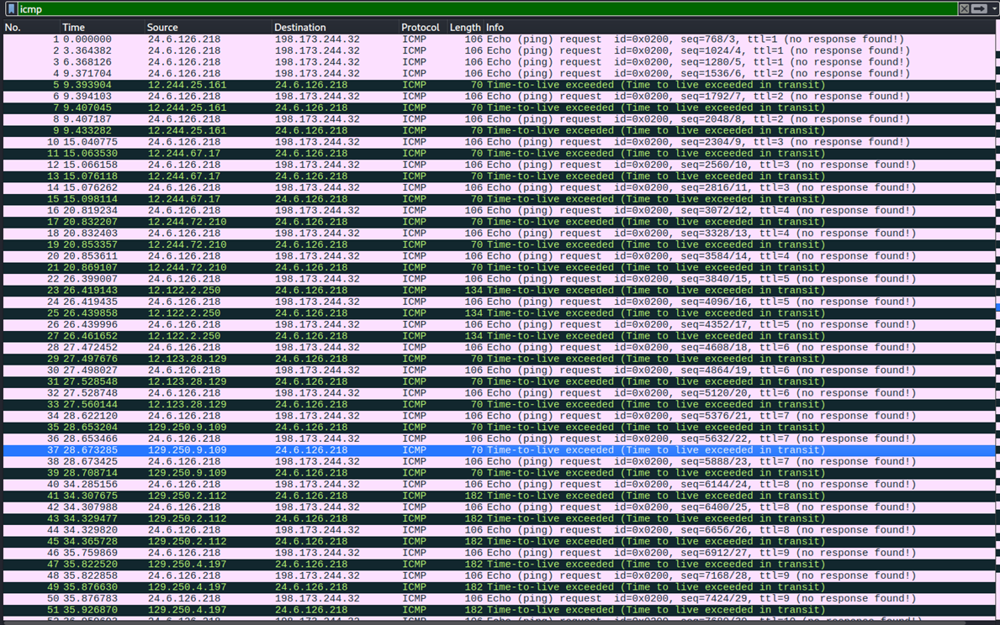 icmp
No. Time Source Destination Protocol Length Info
1 0.000000 24.6.126.218 198.173.244.32 ICMP 106 Echo (ping) request id=0x0200, seq=768/3, ttl=1 (no response found!)
2 3.364382 24.6.126.218 198.173.244.32 ICMP 106 Echo (ping) request id=0x0200, seq=1024/4, ttl=1 (no response found!)
3 6.368126 24.6.126.218 198.173.244.32 ICMP 106 Echo (ping) request id=0x0200, seq=1280/5, ttl=1 (no response found!)
4 9.371704 24.6.126.218 198.173.244.32 ICMP 106 Echo (ping) request id=0x0200, seq=1536/6, ttl=2 (no response found!)
5 9.393904 12.244.25.161 24.6.126.218 ICMP 70 Time-to-live exceeded (Time to live exceeded in transit)
6 9.394103 24.6.126.218 198.173.244.32 ICMP 106 Echo (ping) request id=0x0200, seq=1792/7, ttl=2 (no response found!)
7 9.407045 12.244.25.161 24.6.126.218 ICMP 70 Time-to-live exceeded (Time to live exceeded in transit)
8 9.407187 24.6.126.218 198.173.244.32 ICMP 106 Echo (ping) request id=0x0200, seq=2048/8, ttl=2 (no response found!)
9 9.433282 12.244.25.161 24.6.126.218 ICMP 70 Time-to-live exceeded (Time to live exceeded in transit)
10 15.040775 24.6.126.218 198.173.244.32 ICMP 106 Echo (ping) request id=0x0200, seq=2304/9, ttl=3 (no response found!)
11 15.063530 12.244.67.17 24.6.126.218 ICMP 70 Time-to-live exceeded (Time to live exceeded in transit)
12 15.066158 24.6.126.218 198.173.244.32 ICMP 106 Echo (ping) request id=0x0200, seq=2560/10, ttl=3 (no response found!)
13 15.076118 12.244.67.17 24.6.126.218 ICMP 70 Time-to-live exceeded (Time to live exceeded in transit)
14 15.076262 24.6.126.218 198.173.244.32 ICMP 106 Echo (ping) request id=0x0200, seq=2816/11, ttl=3 (no response found!)
15 15.098114 12.244.67.17 24.6.126.218 ICMP 70 Time-to-live exceeded (Time to live exceeded in transit)
16 20.819234 24.6.126.218 198.173.244.32 ICMP 106 Echo (ping) request id=0x0200, seq=3072/12, ttl=4 (no response found!)
17 20.832207 12.244.72.210 24.6.126.218 ICMP 70 Time-to-live exceeded (Time to live exceeded in transit)
18 20.832403 24.6.126.218 198.173.244.32 ICMP 106 Echo (ping) request id=0x0200, seq=3328/13, ttl=4 (no response found!)
19 20.853357 12.244.72.210 24.6.126.218 ICMP 70 Time-to-live exceeded (Time to live exceeded in transit)
20 20.853611 24.6.126.218 198.173.244.32 ICMP 106 Echo (ping) request id=0x0200, seq=3584/14, ttl=4 (no response found!)
21 20.869107 12.244.72.210 24.6.126.218 ICMP 70 Time-to-live exceeded (Time to live exceeded in transit)
22 26.399007 24.6.126.218 198.173.244.32 ICMP 106 Echo (ping) request id=0x0200, seq=3840/15, ttl=5 (no response found!)
23 26.419143 12.122.2.250 24.6.126.218 ICMP 134 Time-to-live exceeded (Time to live exceeded in transit)
24 26.419435 24.6.126.218 198.173.244.32 ICMP 106 Echo (ping) request id=0x0200, seq=4096/16, ttl=5 (no response found!)
25 26.439858 12.122.2.250 24.6.126.218 ICMP 134 Time-to-live exceeded (Time to live exceeded in transit)
26 26.439996 24.6.126.218 198.173.244.32 ICMP 106 Echo (ping) request id=0x0200, seq=4352/17, ttl=5 (no response found!)
27 26.461652 12.122.2.250 24.6.126.218 ICMP 134 Time-to-live exceeded (Time to live exceeded in transit)
28 27.472452 24.6.126.218 198.173.244.32 ICMP 106 Echo (ping) request id=0x0200, seq=4608/18, ttl=6 (no response found!)
29 27.497676 12.123.28.129 24.6.126.218 ICMP 70 Time-to-live exceeded (Time to live exceeded in transit)
30 27.498027 24.6.126.218 198.173.244.32 ICMP 106 Echo (ping) request id=0x0200, seq=4864/19, ttl=6 (no response found!)
31 27.528548 12.123.28.129 24.6.126.218 ICMP 70 Time-to-live exceeded (Time to live exceeded in transit)
32 27.528748 24.6.126.218 198.173.244.32 ICMP 106 Echo (ping) request id=0x0200, seq=5120/20, ttl=6 (no response found!)
33 27.560144 12.123.28.129 24.6.126.218 ICMP 70 Time-to-live exceeded (Time to live exceeded in transit)
34 28.622120 24.6.126.218 198.173.244.32 ICMP 106 Echo (ping) request id=0x0200, seq=5376/21, ttl=7 (no response found!)
35 28.653204 129.250.9.109 24.6.126.218 ICMP 70 Time-to-live exceeded (Time to live exceeded in transit)
36 28.653466 24.6.126.218 198.173.244.32 ICMP 106 Echo (ping) request id=0x0200, seq=5632/22, ttl=7 (no response found!)
37 28.673285 129.250.9.109 24.6.126.218 ICMP 70 Time-to-live exceeded (Time to live exceeded in transit)
38 28.673425 24.6.126.218 198.173.244.32 ICMP 106 Echo (ping) request id=0x0200, seq=5888/23, ttl=7 (no response found!)
39 28.708714 129.250.9.109 24.6.126.218 ICMP 70 Time-to-live exceeded (Time to live exceeded in transit)
40 34.285156 24.6.126.218 198.173.244.32 ICMP 106 Echo (ping) request id=0x0200, seq=6144/24, ttl=8 (no response found!)
41 34.307675 129.250.2.112 24.6.126.218 ICMP 182 Time-to-live exceeded (Time to live exceeded in transit)
42 34.307988 24.6.126.218 198.173.244.32 ICMP 106 Echo (ping) request id=0x0200, seq=6400/25, ttl=8 (no response found!)
43 34.329477 129.250.2.112 24.6.126.218 ICMP 182 Time-to-live exceeded (Time to live exceeded in transit)
44 34.329820 24.6.126.218 198.173.244.32 ICMP 106 Echo (ping) request id=0x0200, seq=6656/26, ttl=8 (no response found!)
45 34.365728 129.250.2.112 24.6.126.218 ICMP 182 Time-to-live exceeded (Time to live exceeded in transit)
46 35.759869 24.6.126.218 198.173.244.32 ICMP 106 Echo (ping) request id=0x0200, seq=6912/27, ttl=9 (no response found!)
47 35.822520 129.250.4.197 24.6.126.218 ICMP 182 Time-to-live exceeded (Time to live exceeded in transit)
48 35.822858 24.6.126.218 198.173.244.32 ICMP 106 Echo (ping) request id=0x0200, seq=7168/28, ttl=9 (no response found!)
49 35.876630 129.250.4.197 24.6.126.218 ICMP 182 Time-to-live exceeded (Time to live exceeded in transit)
50 35.876783 24.6.126.218 198.173.244.32 ICMP 106 Echo (ping) request id=0x0200, seq=7424/29, ttl=9 (no response found!)
51 35.926870 129.250.4.197 24.6.126.218 ICMP 182 Time-to-live exceeded (Time to live exceeded in transit)